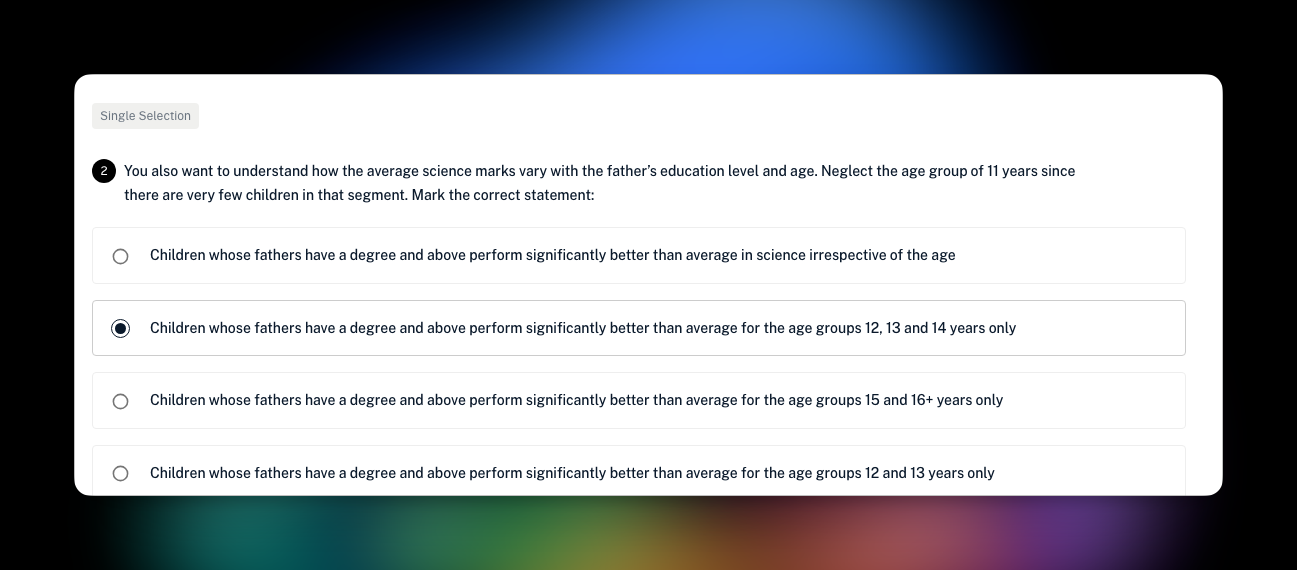 Single Selection
2 You also want to understand how the average science marks vary with the father’s education level and age. Neglect the age group of 11 years since
there are very few children in that segment. Mark the correct statement:
Children whose fathers have a degree and above perform significantly better than average in science irrespective of the age
Children whose fathers have a degree and above perform significantly better than average for the age groups 12, 13 and 14 years only
Children whose fathers have a degree and above perform significantly better than average for the age groups 15 and 16+ years only
Children whose fathers have a degree and above perform significantly better than average for the age groups 12 and 13 years only